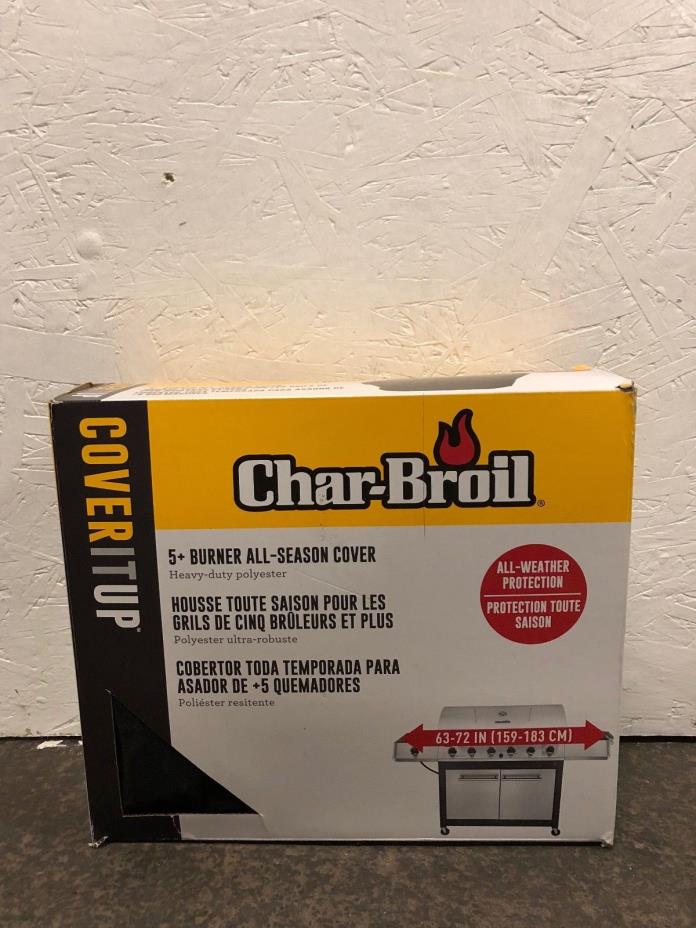 COVERITUP
Char-Broil®
5+ BURNER ALL-SEASON COVER
Heavy-duty polyester
HOUSSE TOUTE SAISON POUR LES
GRILS DE CINQ BRÛLEURS ET PLUS
Polyester ultra-robuste
COBERTOR TODA TEMPORADA PARA
ASADOR DE +5 QUEMADORES
Poliéster resitente
ALL-WEATHER
PROTECTION
PROTECTION TOUTE
SAISON
63-72 IN (159-183 CM)